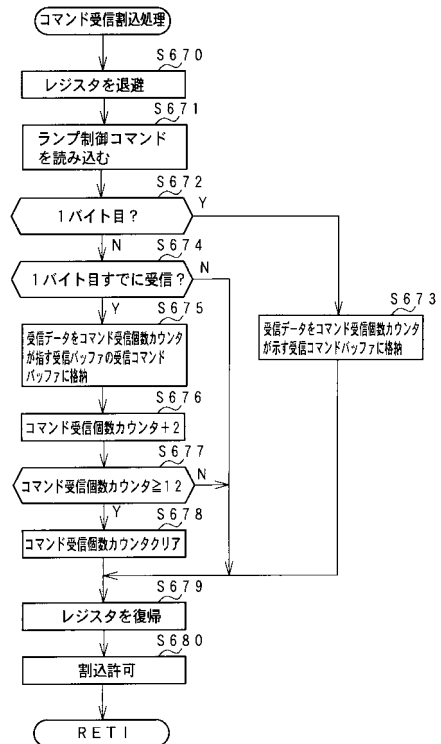 コマンド受信割込処理
S670
レジスタを退避
S671
ランプ制御コマンド
を読み込む
S672
1バイト目?
Y
N
S674
1バイト目すでに受信?
N
Y
S673
受信データをコマンド受信個数カウンタ
が示す受信コマンドバッファに格納
S675
受信データをコマンド受信個数カウンタ
が指す受信バッファの受信コマンド
バッファに格納
S676
コマンド受信個数カウンタ+2
S677
コマンド受信個数カウンタ≧12
N
Y
S678
コマンド受信個数カウンタクリア
S679
レジスタを復帰
S680
割込許可
RETI